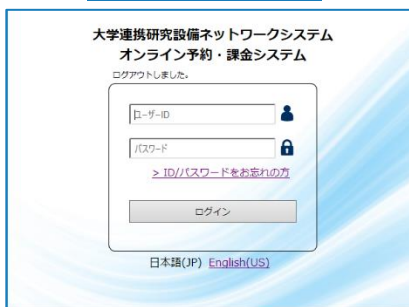 大学連携研究設備ネットワークシステム
オンライン予約・課金システム
ログアウトしました。
ユーザーID
パスワード
> ID/パスワードをお忘れの方
ログイン
日本語(JP) English(US)